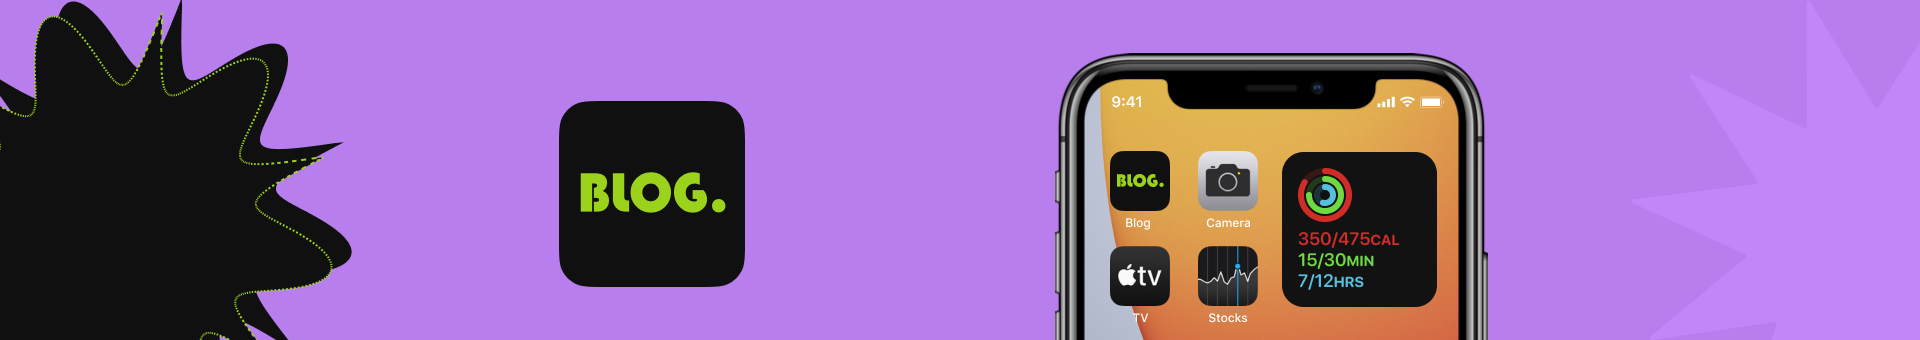 BLOG.
9:41
BLOG.
Blog
Camera
350/475CAL
15/30MIN
7/12HRS
tv
TV
Stocks